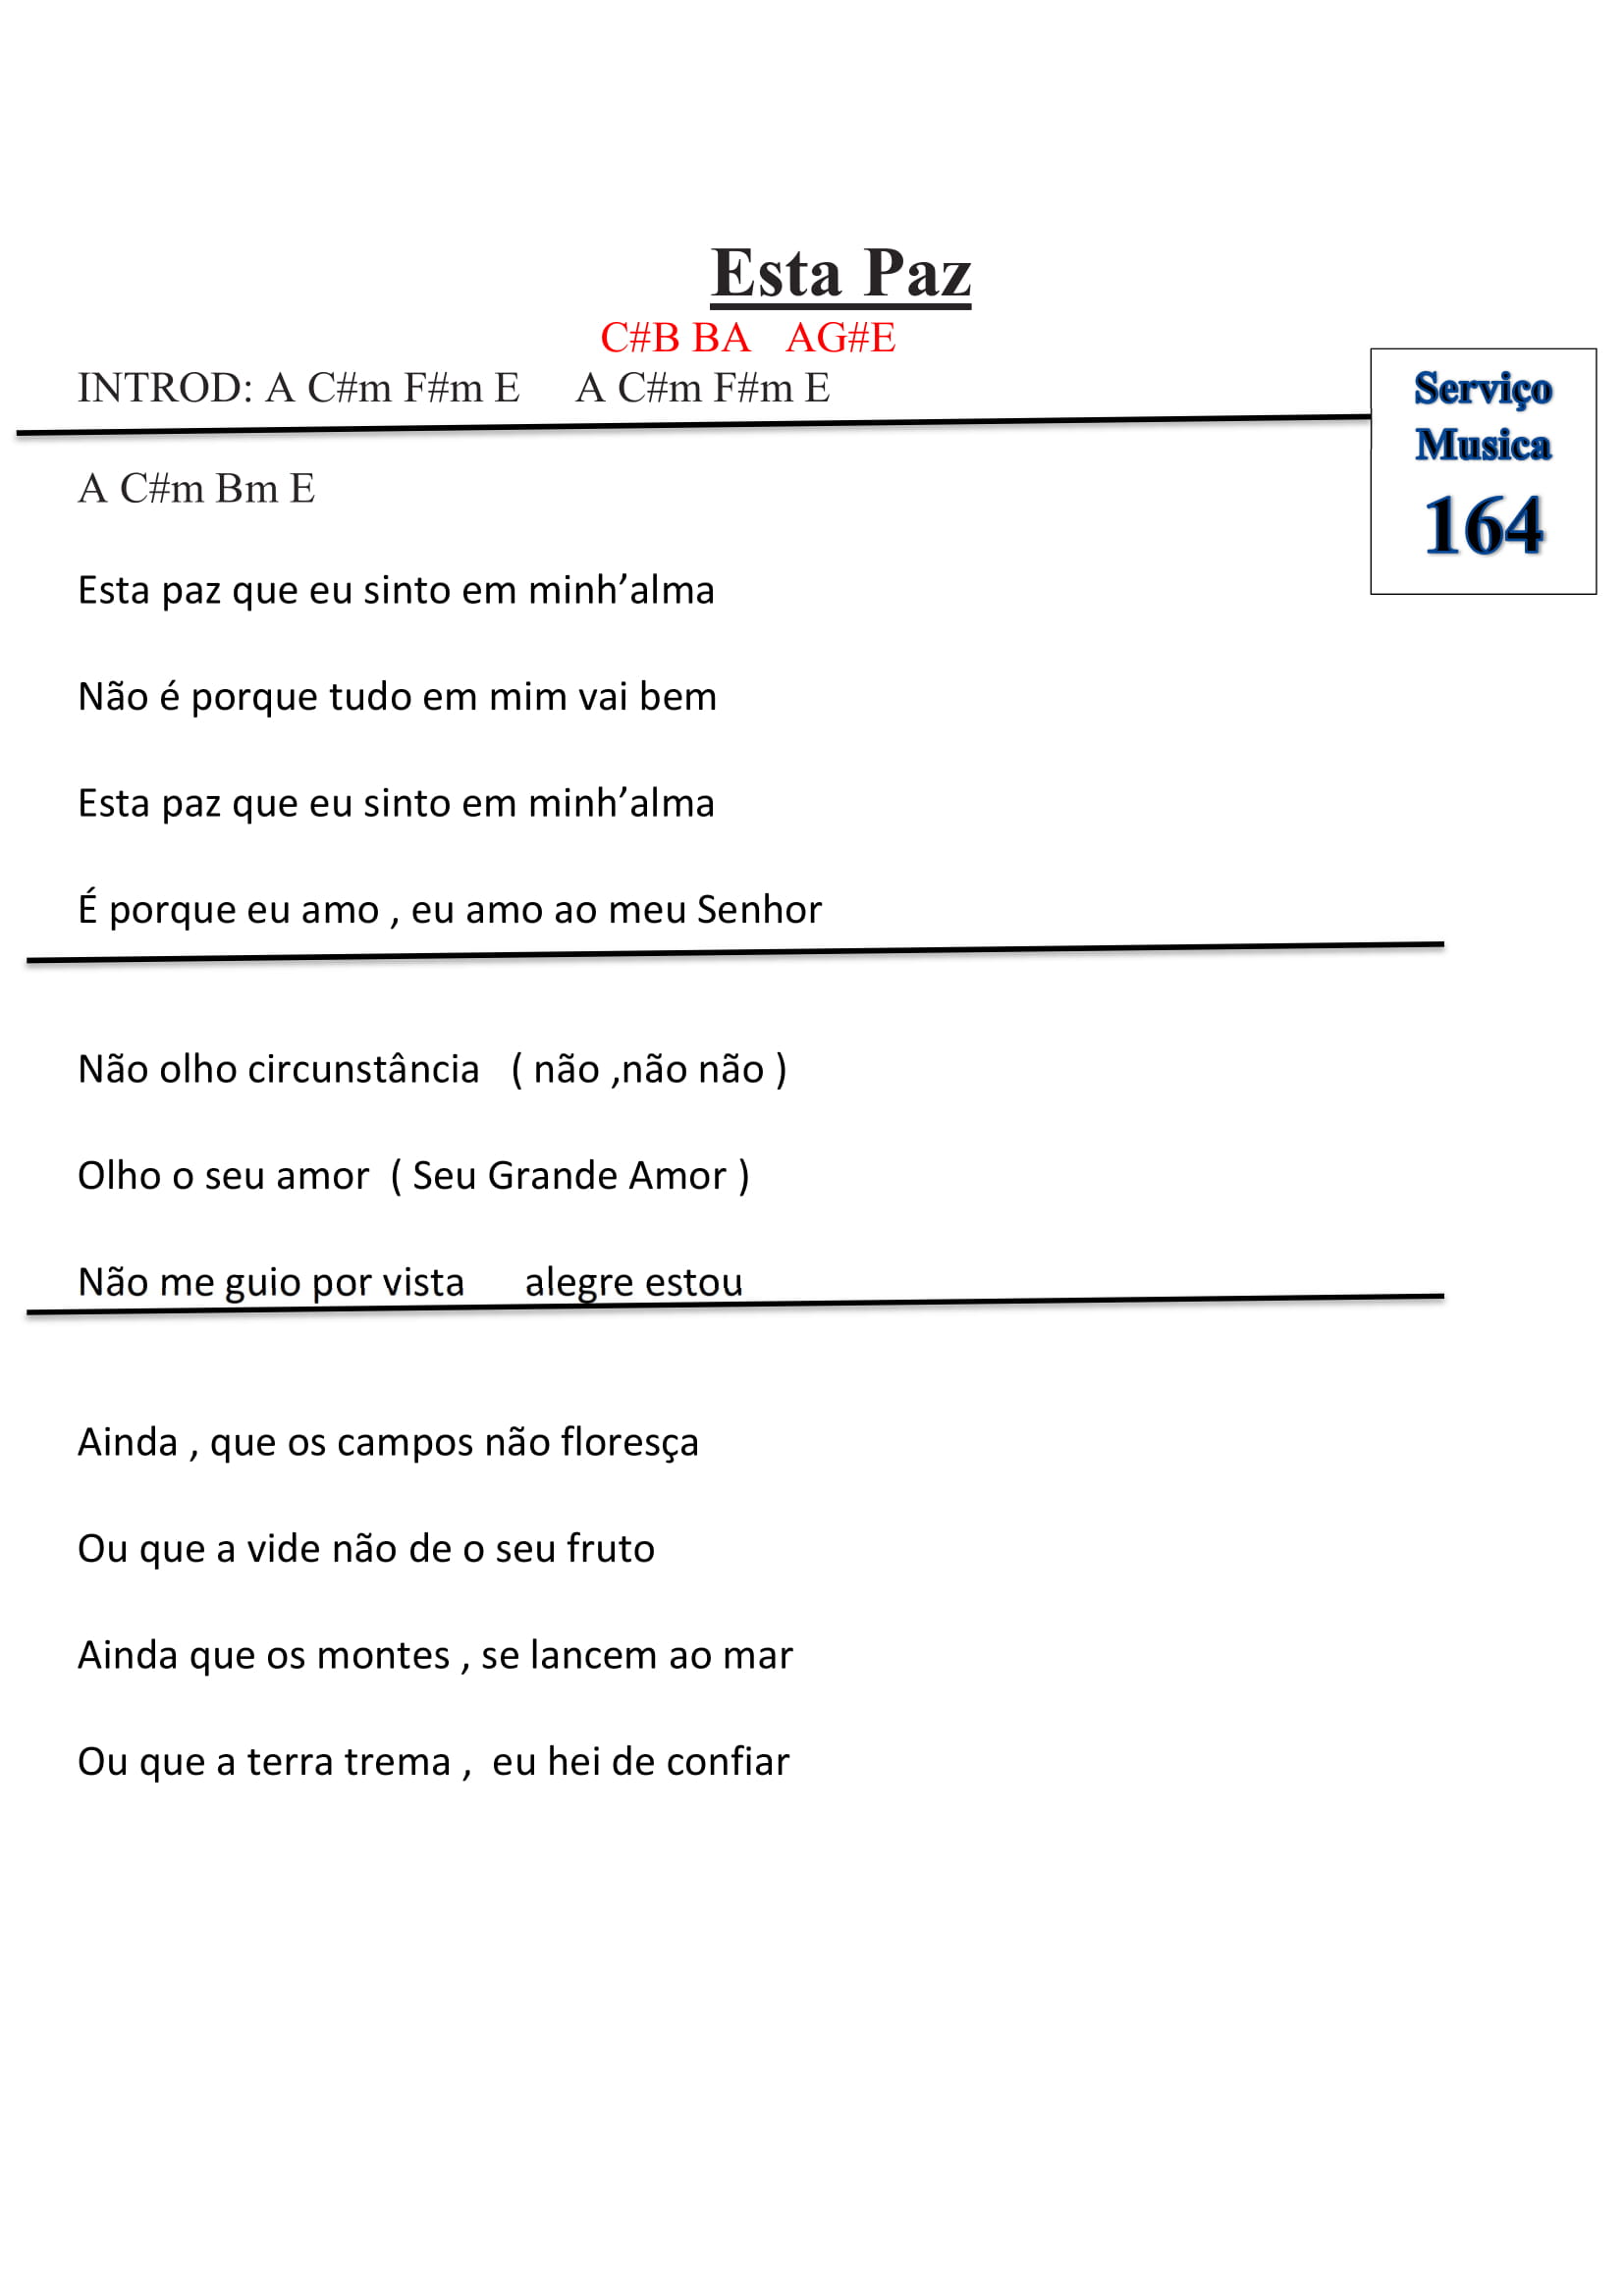 Esta Paz
C#B BA AG#E
INTROD: A C#m F#m E A C#m F#m E
Serviço
Musica
164
A C#m Bm E
Esta paz que eu sinto em minh’alma
Não é porque tudo em mim vai bem
Esta paz que eu sinto em minh’alma
É porque eu amo , eu amo ao meu Senhor
Não olho circunstância ( não ,não não )
Olho o seu amor ( Seu Grande Amor )
Não me guio por vista alegre estou
Ainda , que os campos não floresça
Ou que a vide não de o seu fruto
Ainda que os montes , se lancem ao mar
Ou que a terra trema , eu hei de confiar